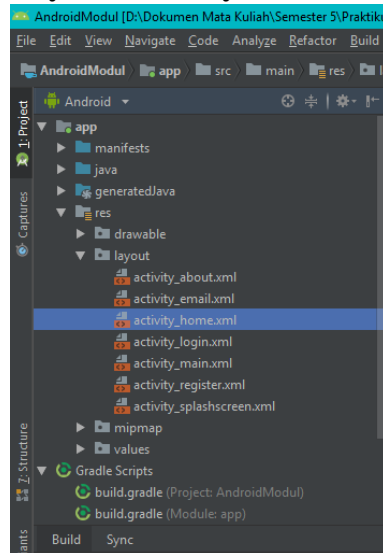 AndroidModul [D:\Dokumen Mata Kuliah\Semester 5\Praktiku
File Edit View Navigate Code Analyze Refactor Build
AndroidModul app src main res
Android
1: Project
app
manifests
java
generatedJava
Captures
res
drawable
layout
activity_about.xml
activity_email.xml
activity_home.xml
activity_login.xml
activity_main.xml
activity_register.xml
activity_splashscreen.xml
mipmap
values
Z: Structure
Gradle Scripts
build.gradle (Project: AndroidModul)
build.gradle (Module: app)
ants
Build Sync